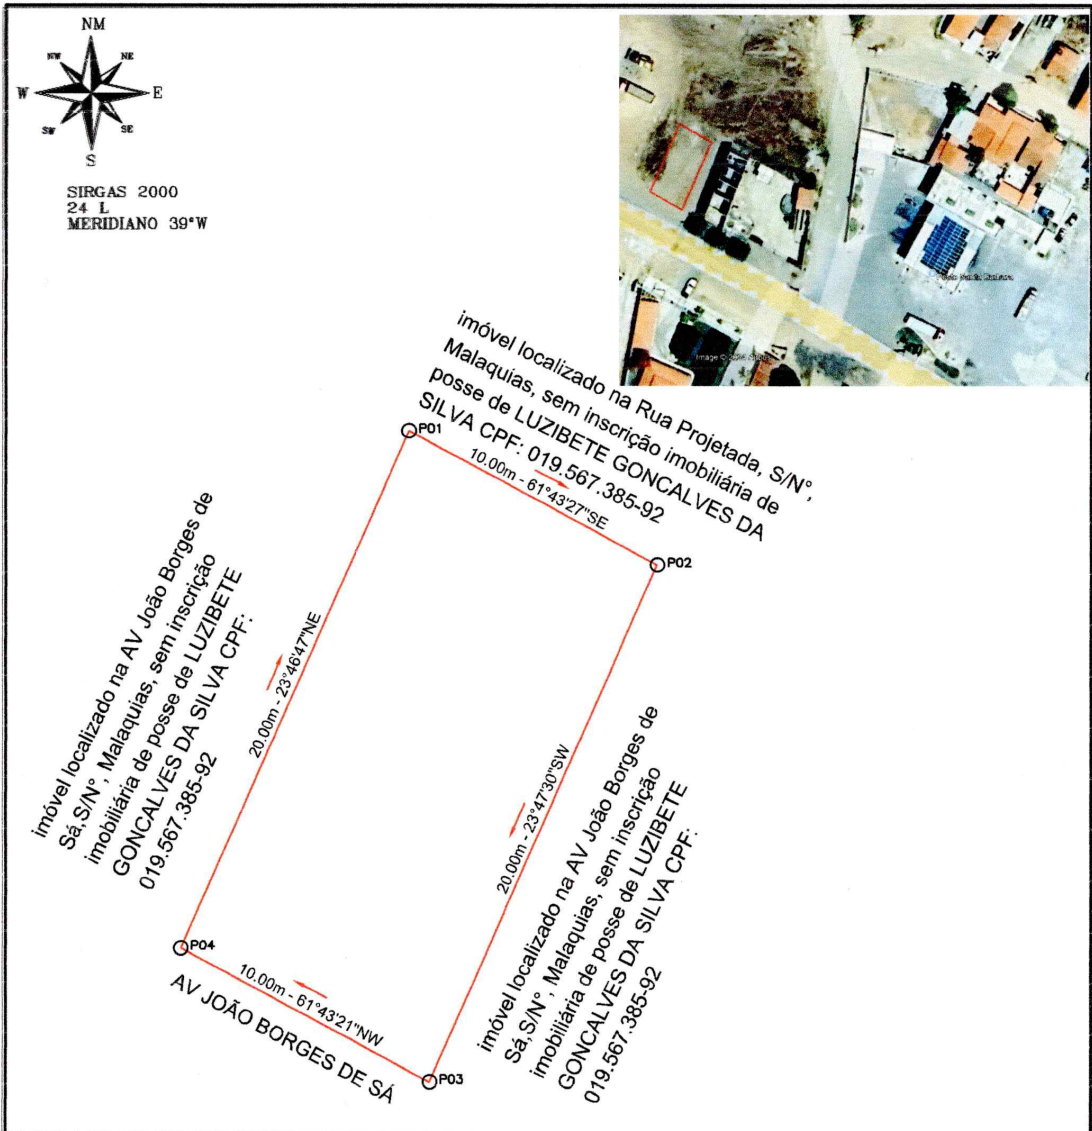 NM
NW
NE
W
E
SW
SE
S
SIRGAS 2000
24 L
MERIDIANO 39°W
Image © 2024 Airbus
imóvel localizado na Rua Projetada, S/N°,
Malaquias, sem inscrição imobiliária de
posse de LUZIBETE GONCALVES DA
SILVA CPF: 019.567.385-92
P01
10.00m - 61°43'27"SE
P02
imóvel localizado na AV João Borges de
Sá,S/N°, Malaquias, sem inscrição
imobiliária de posse de LUZIBETE
GONCALVES DA SILVA CPF:
019.567.385-92
20.00m - 23°46'47"NE
20.00m - 23°47'30"SW
imóvel localizado na AV João Borges de
Sá,S/N°, Malaquias, sem inscrição
imobiliária de posse de LUZIBETE
GONCALVES DA SILVA CPF:
019.567.385-92
P04
10.00m - 61°43'21"NW
AV JOÃO BORGES DE SÁ
P03